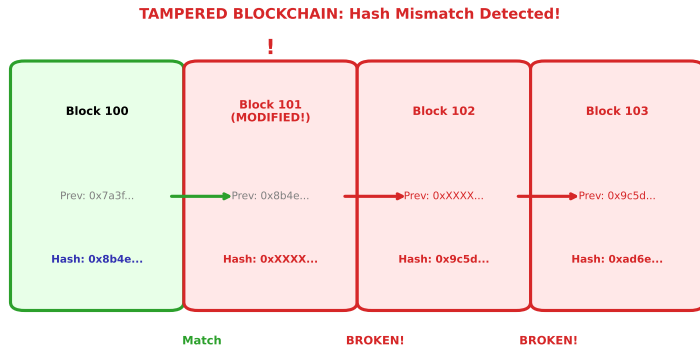 TAMPERED BLOCKCHAIN: Hash Mismatch Detected!
!
Block 100
Block 101
(MODIFIED!)
Block 102
Block 103
Prev: 0x7a3f...
Prev: 0x8b4e...
Prev: 0xXXXX...
Prev: 0x9c5d...
Hash: 0x8b4e...
Hash: 0xXXXX...
Hash: 0x9c5d...
Hash: 0xad6e...
Match
BROKEN!
BROKEN!